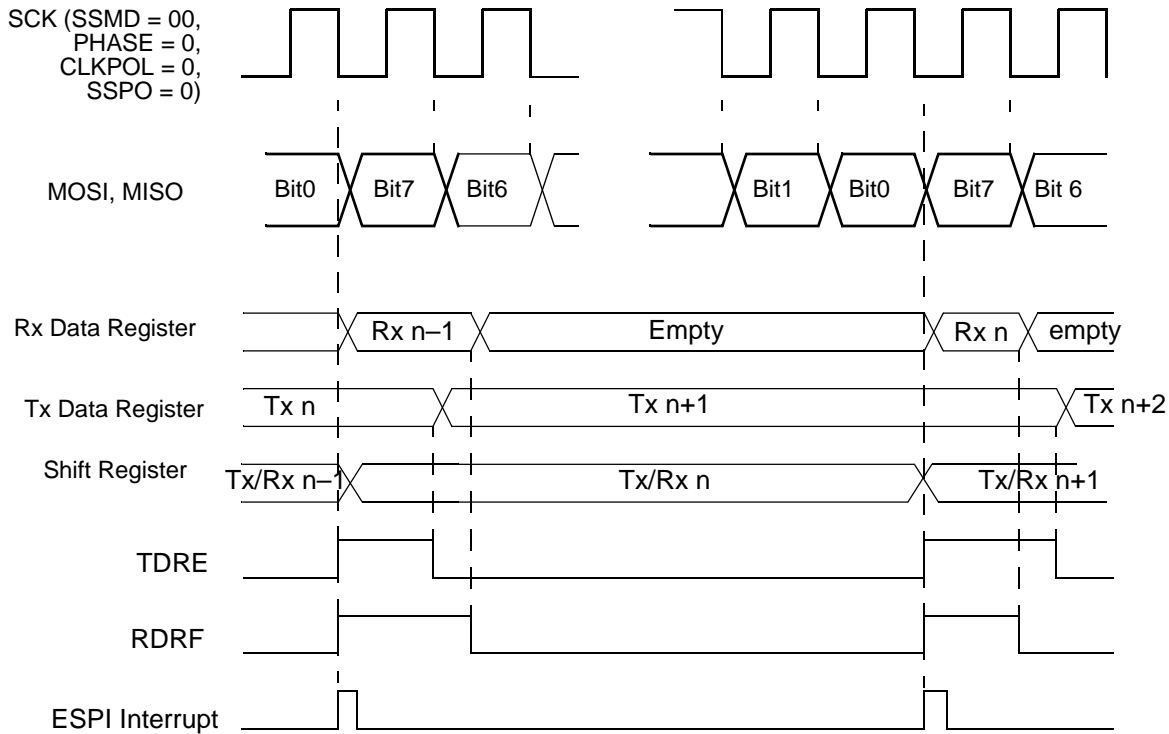 SCK (SSMD = 00,
PHASE = 0,
CLKPOL = 0,
SSPO = 0)
MOSI, MISO
Bit0 Bit7 Bit6 Bit1 Bit0 Bit7 Bit 6
Rx Data Register
Rx n–1 Empty Rx n empty
Tx Data Register
Tx n Tx n+1 Tx n+2
Shift Register
Tx/Rx n–1 Tx/Rx n Tx/Rx n+1
TDRE
RDRF
ESPI Interrupt